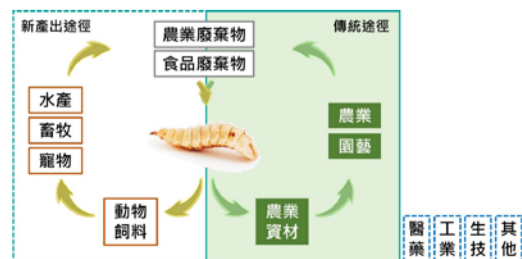 新產出途徑
傳統途徑
農業廢棄物
食品廢棄物
水產
畜牧
寵物
農業
園藝
動物
飼料
農業
資材
醫藥
工業
生技
其他